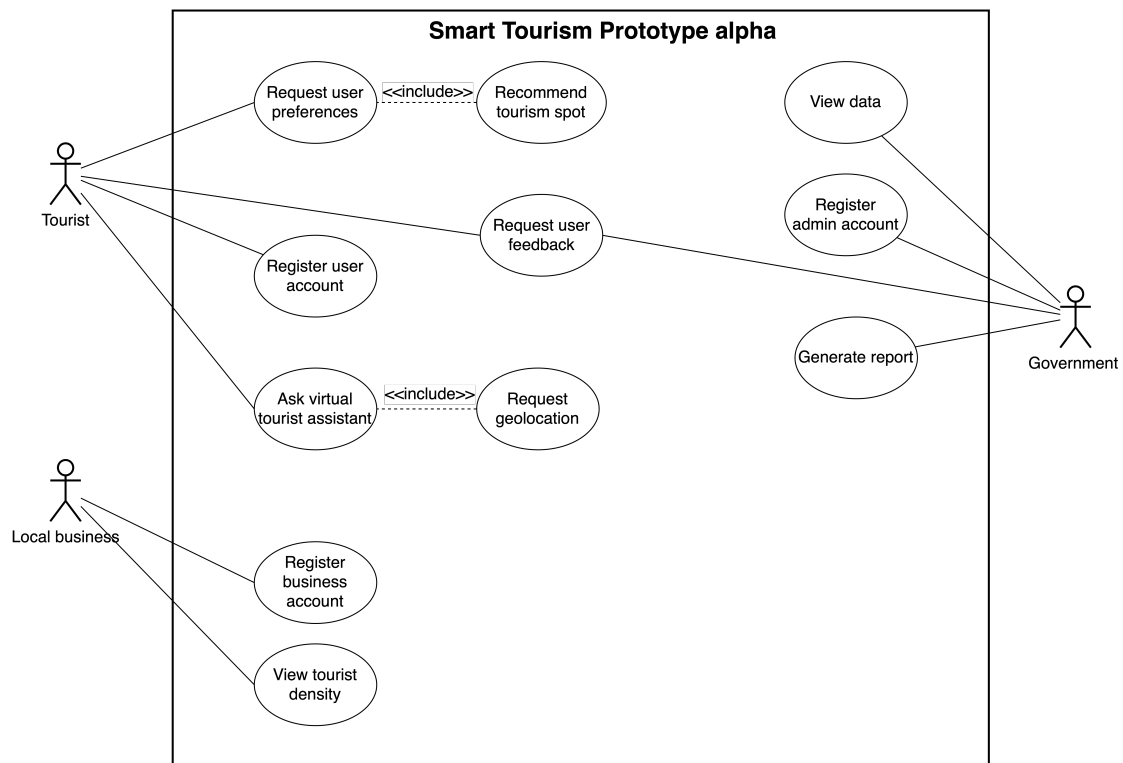 Smart Tourism Prototype alpha
Request user
preferences
<<include>>
Recommend
tourism spot
View data
Tourist
Register
admin account
Request user
feedback
Register user
account
Generate report
Government
Ask virtual
tourist assistant
<<include>>
Request
geolocation
Local business
Register
business
account
View tourist
density